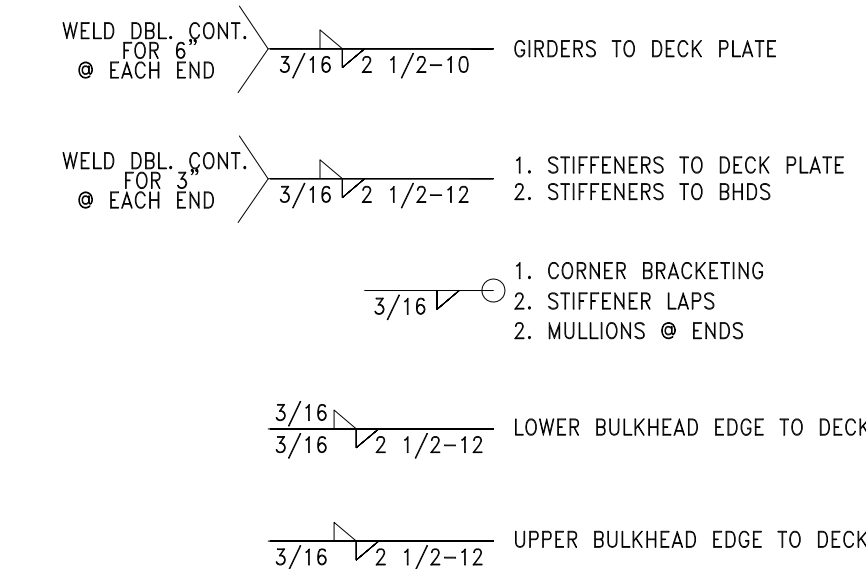 WELD DBL. CONT.
FOR 6"
@ EACH END
3/16
2 1/2-10
GIRDERS TO DECK PLATE
WELD DBL. CONT.
FOR 3"
@ EACH END
3/16
2 1/2-12
1. STIFFENERS TO DECK PLATE
2. STIFFENERS TO BHDS
3/16
1. CORNER BRACKETING
2. STIFFENER LAPS
2. MULLIONS @ ENDS
3/16
3/16
2 1/2-12
LOWER BULKHEAD EDGE TO DECK
3/16
2 1/2-12
UPPER BULKHEAD EDGE TO DECK